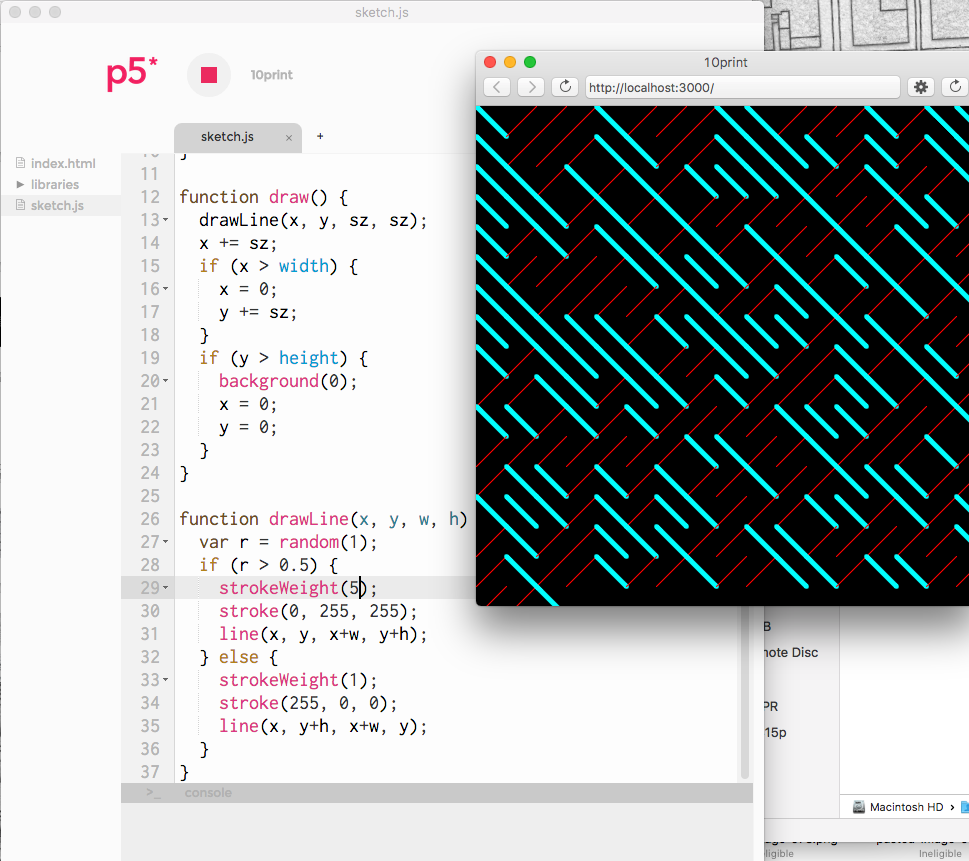 sketch.js
p5*
10print
sketch.js × +
index.html
libraries
sketch.js
11
12 function draw() {
13 drawLine(x, y, sz, sz);
14 x += sz;
15 if (x > width) {
16 x = 0;
17 y += sz;
18 }
19 if (y > height) {
20 background(0);
21 x = 0;
22 y = 0;
23 }
24 }
25
26 function drawLine(x, y, w, h)
27 var r = random(1);
28 if (r > 0.5) {
29 strokeWeight(5);
30 stroke(0, 255, 255);
31 line(x, y, x+w, y+h);
32 } else {
33 strokeWeight(1);
34 stroke(255, 0, 0);
35 line(x, y+h, x+w, y);
36 }
37 }
>_ console
10print
http://localhost:3000/
B
note Disc
PR
15p
Macintosh HD ›
Ineligible